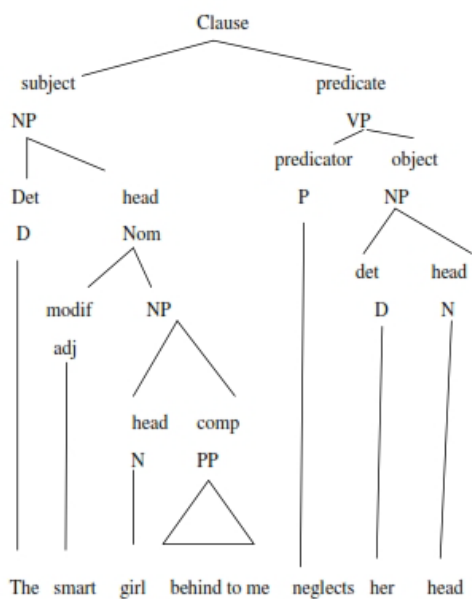 Clause
subject predicate
NP VP
predicator object
Det head P NP
D Nom
det head
modif NP D N
adj
head comp
N PP
The smart girl behind to me neglects her head